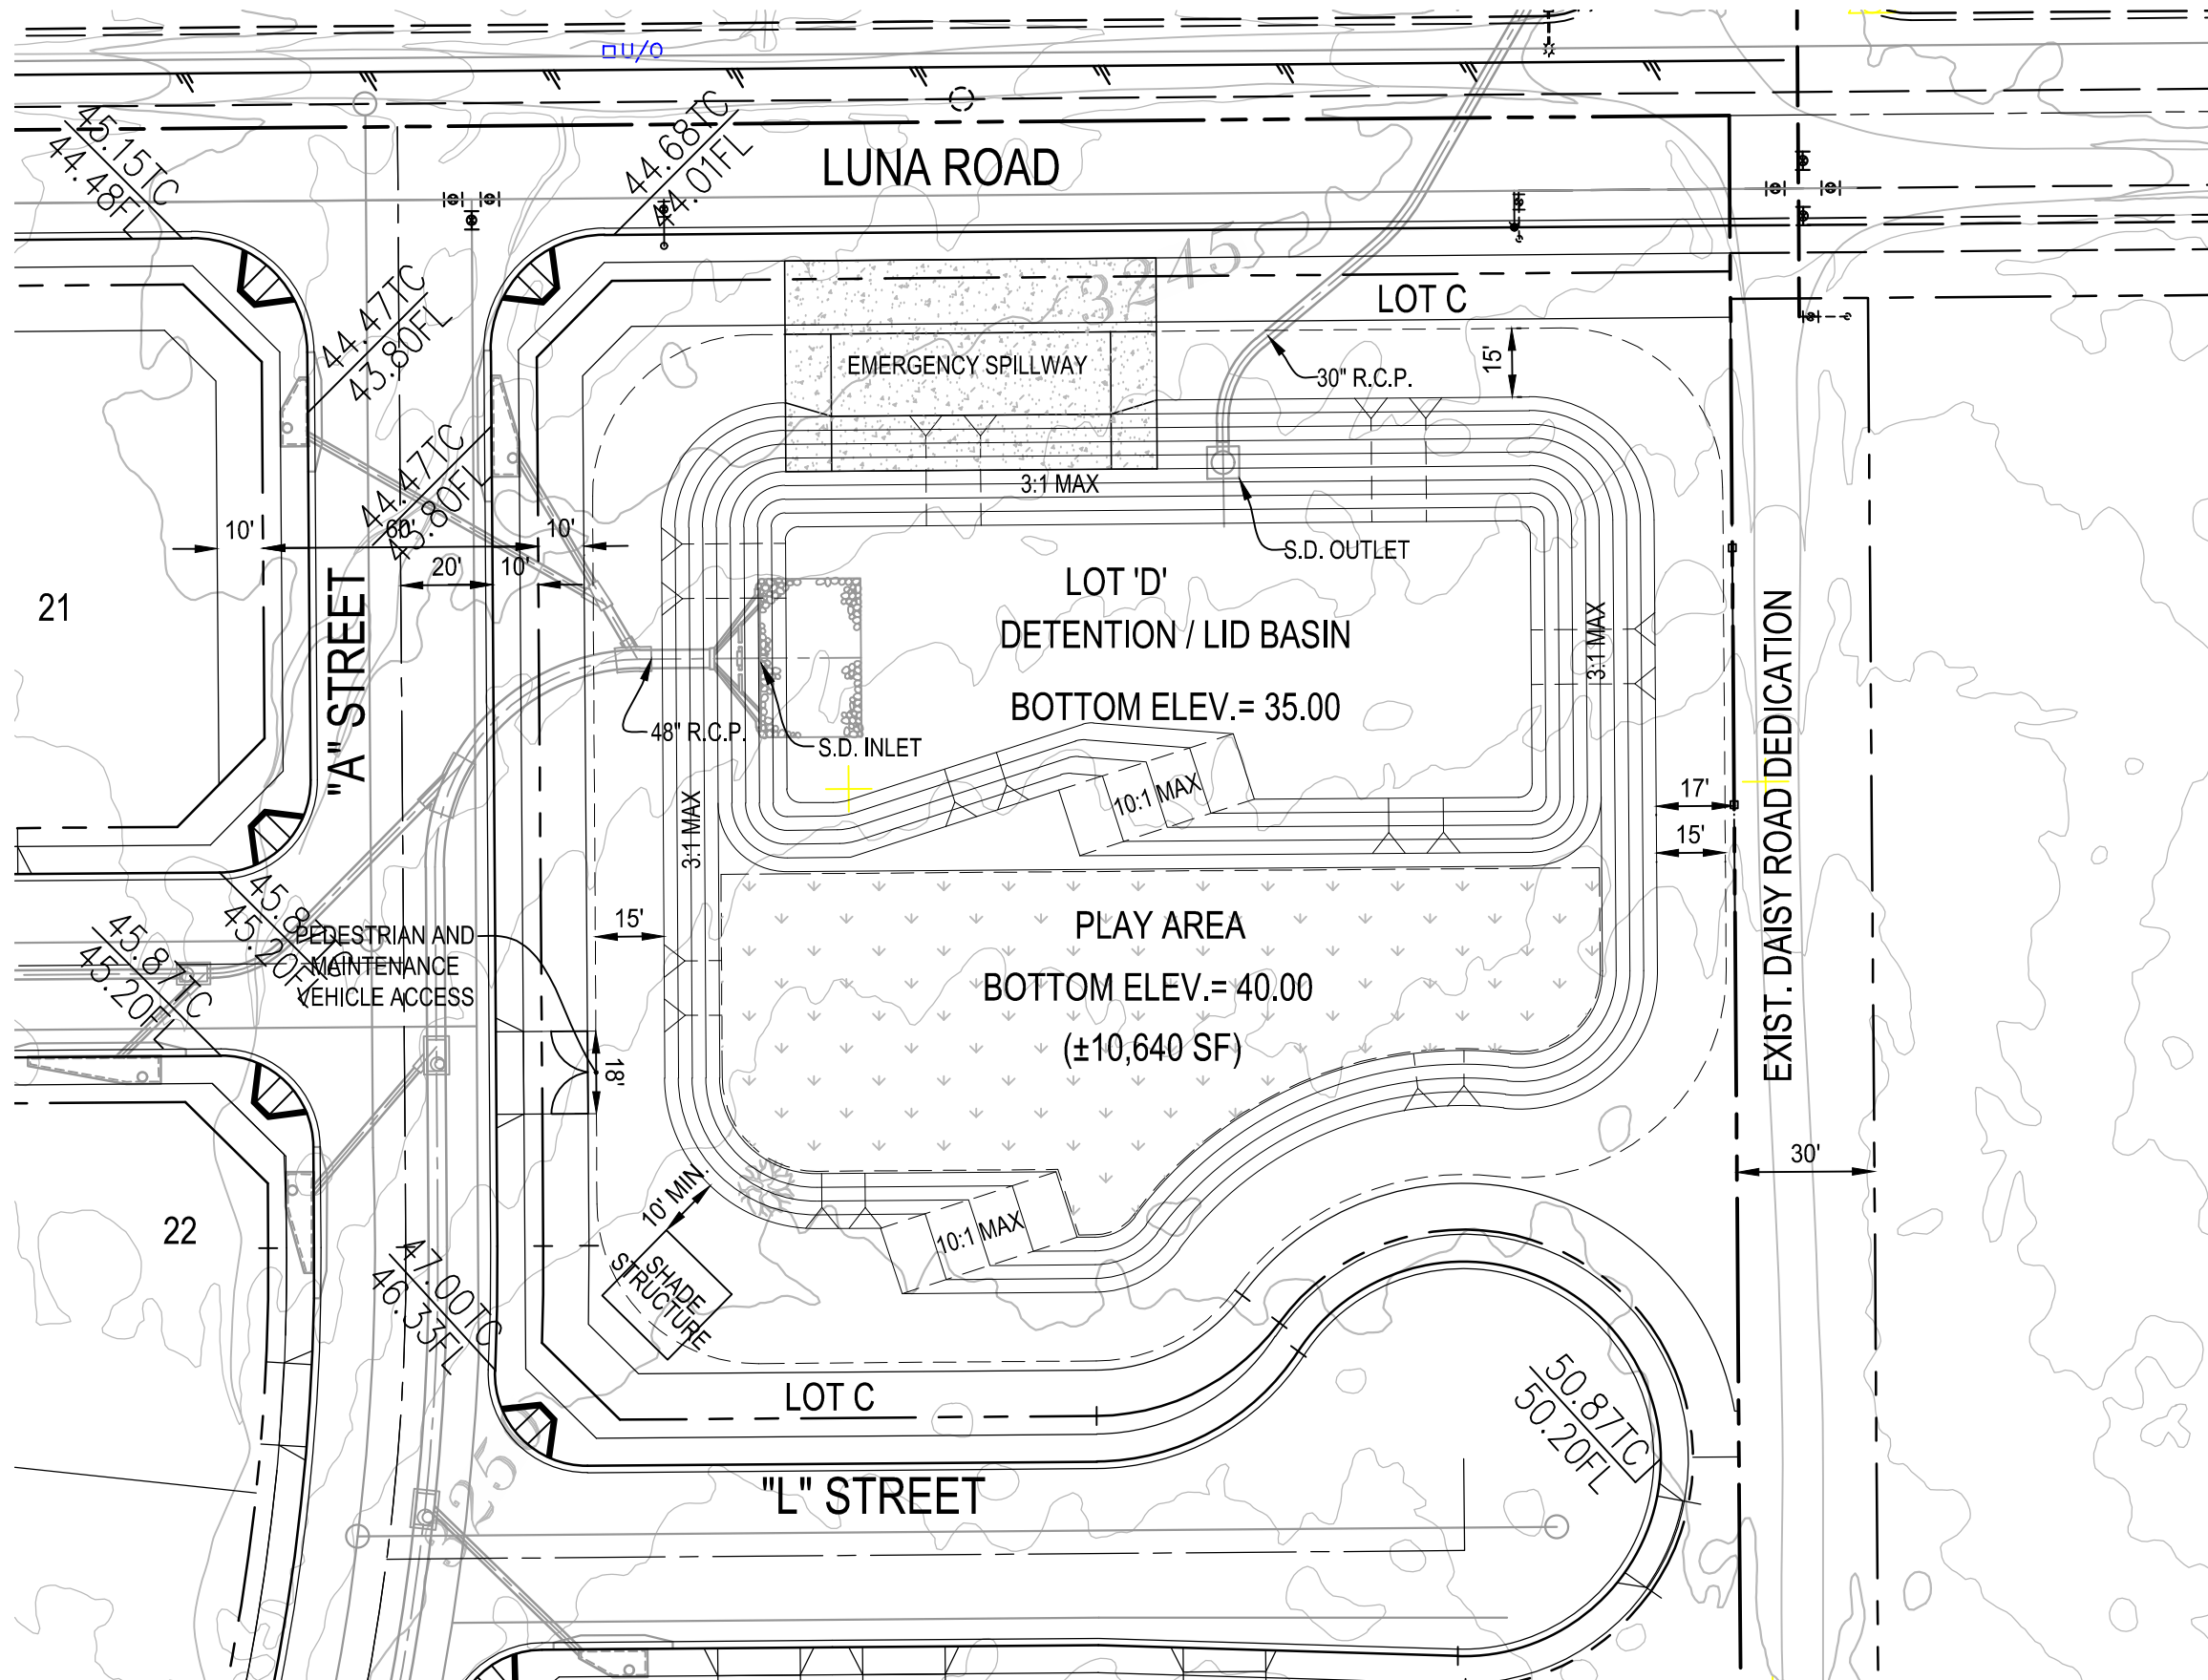 U/O
45.15TC
44.48FL
44.68TC
44.01FL
LUNA ROAD
3245
44.47TC
43.80FL
LOT C
EMERGENCY SPILLWAY
30" R.C.P.
15'
44.47TC
43.80FL
3:1 MAX
10'
60'
10'
20'
10'
S.D. OUTLET
21
"A" STREET
LOT 'D'
DETENTION / LID BASIN
BOTTOM ELEV.= 35.00
3:1 MAX
48" R.C.P.
S.D. INLET
10:1 MAX
3:1 MAX
17'
15'
EXIST. DAISY ROAD DEDICATION
45.87TC
45.20FL
45.87TC
45.20FL
PEDESTRIAN AND
MAINTENANCE
VEHICLE ACCESS
15'
PLAY AREA
BOTTOM ELEV.= 40.00
(±10,640 SF)
18'
30'
22
10' MIN.
SHADE
STRUCTURE
10:1 MAX
47.00TC
46.33FL
LOT C
50.87TC
50.20FL
"L" STREET